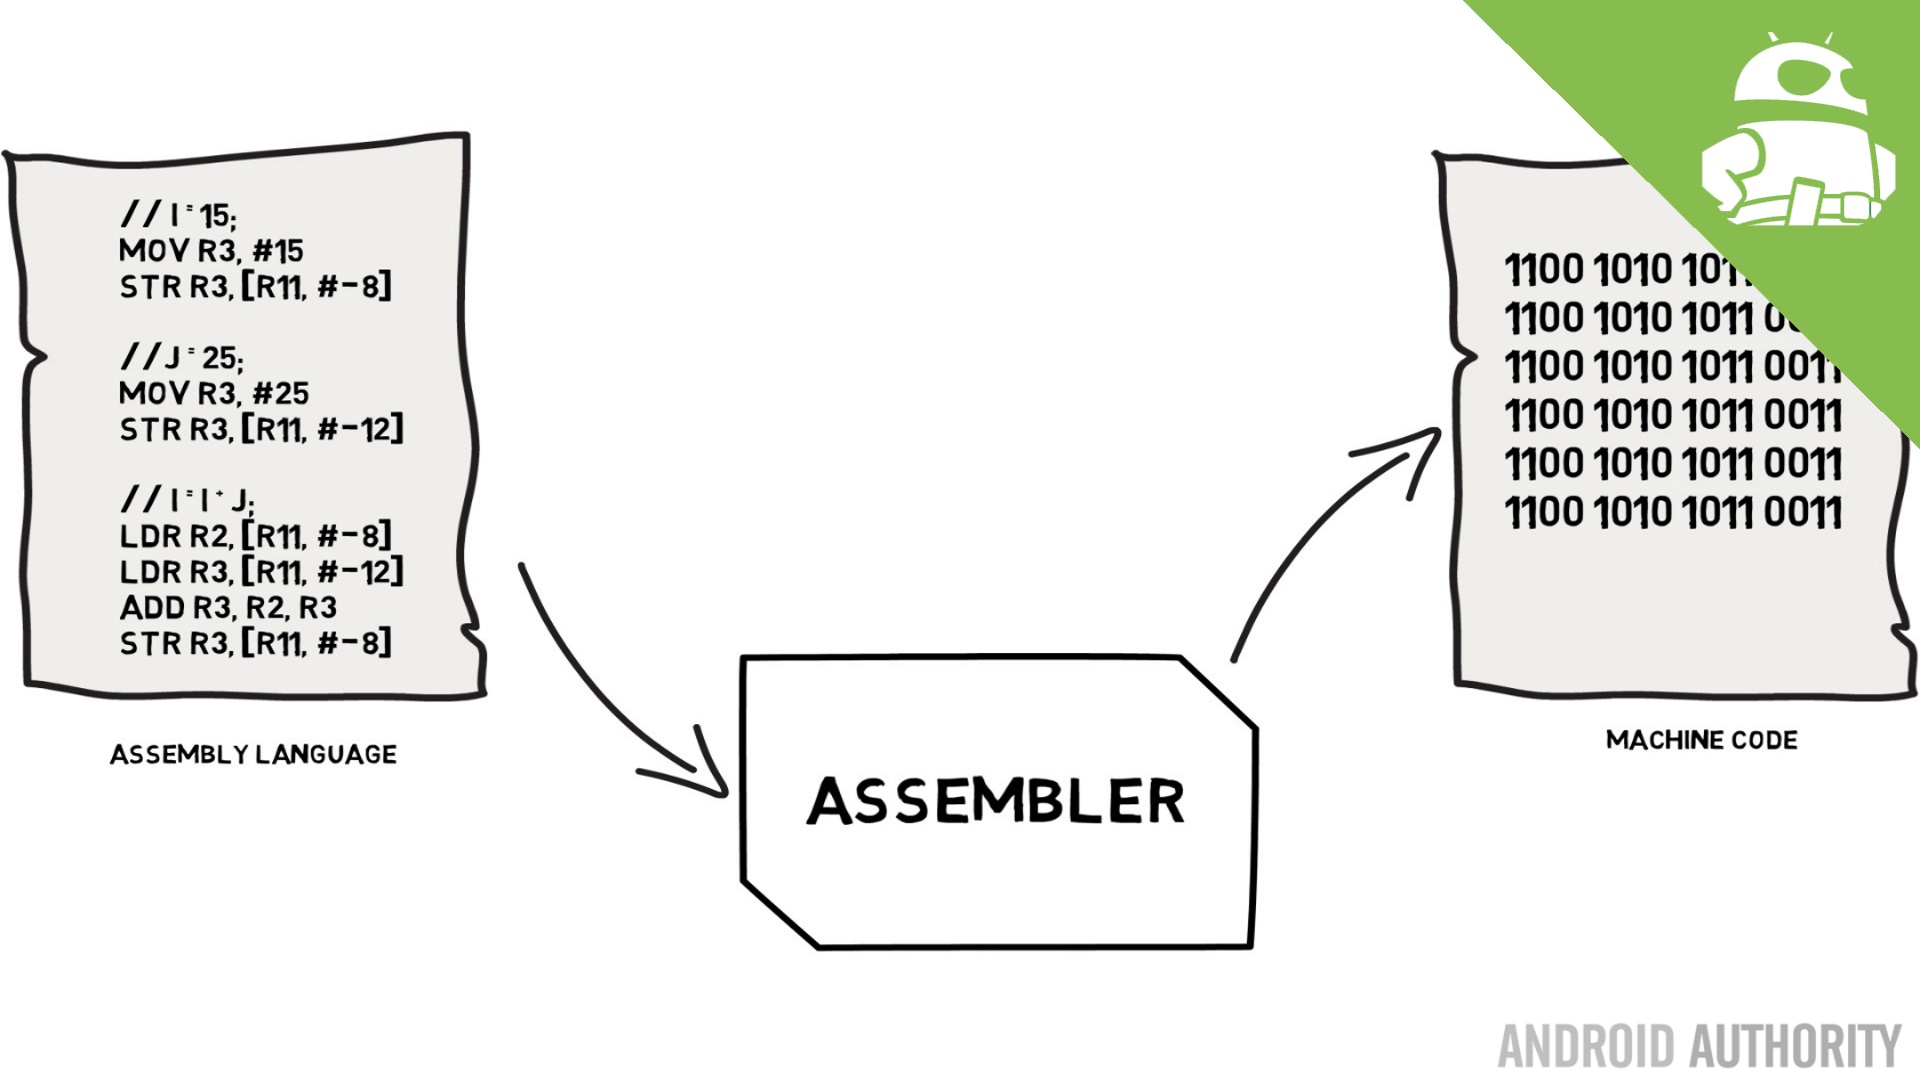 // I = 15;
MOV R3, #15
STR R3, [R11, #-8]
//J = 25;
MOV R3, #25
STR R3, [R11, #-12]
// I = I + J;
LDR R2, [R11, #-8]
LDR R3, [R11, #-12]
ADD R3, R2, R3
STR R3, [R11, #-8]
ASSEMBLY LANGUAGE
ASSEMBLER
1100 1010
1100 1010 1011
1100 1010 1011 0011
1100 1010 1011 0011
1100 1010 1011 0011
1100 1010 1011 0011
MACHINE CODE
ANDROID AUTHORITY